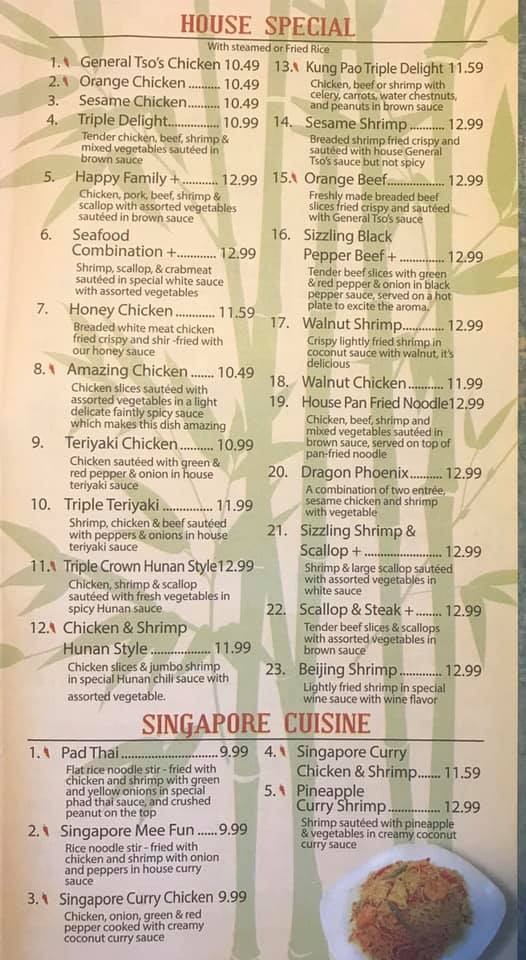 HOUSE SPECIAL
With steamed or Fried Rice
1. General Tso's Chicken 10.49
2. Orange Chicken .......... 10.49
3. Sesame Chicken........... 10.49
4. Triple Delight............... 10.99
Tender chicken, beef, shrimp &
mixed vegetables sautéed in
brown sauce
5. Happy Family + ........... 12.99
Chicken, pork, beef, shrimp &
scallop with assorted vegetables
sautéed in brown sauce
6. Seafood
Combination +............ 12.99
Shrimp, scallop, & crabmeat
sautéed in special white sauce
with assorted vegetables
7. Honey Chicken ............ 11.59
Breaded white meat chicken
fried crispy and shir -fried with
our honey sauce
8. Amazing Chicken ....... 10.49
Chicken slices sautéed with
assorted vegetables in a light
delicate faintly spicy sauce
which makes this dish amazing
9. Teriyaki Chicken.......... 10.99
Chicken sautéed with green &
red pepper & onion in house
teriyaki sauce
10. Triple Teriyaki ............... 11.99
Shrimp, chicken & beef sautéed
with peppers & onions in house
teriyaki sauce
11. Triple Crown Hunan Style12.99
Chicken, shrimp & scallop
sautéed with fresh vegetables in
spicy Hunan sauce
12. Chicken & Shrimp
Hunan Style .................. 11.99
Chicken slices & jumbo shrimp
in special Hunan chili sauce with
assorted vegetable.
13. Kung Pao Triple Delight 11.59
Chicken, beef or shrimp with
celery, carrots, water chestnuts,
and peanuts in brown sauce
14. Sesame Shrimp ........... 12.99
Breaded shrimp fried crispy and
sautéed with house General
Tso's sauce but not spicy
15. Orange Beef.................. 12.99
Freshly made breaded beef
slices fried crispy and sautéed
with General Tso's sauce
16. Sizzling Black
Pepper Beef + .............. 12.99
Tender beef slices with green
& red pepper & onion in black
pepper sauce, served on a hot
plate to excite the aroma.
17. Walnut Shrimp............. 12.99
Crispy lightly fried shrimp in
coconut sauce with walnut, it's
delicious
18. Walnut Chicken........... 11.99
19. House Pan Fried Noodle12.99
Chicken, beef, shrimp and
mixed vegetables sautéed in
brown sauce, served on top of
pan-fried noodle
20. Dragon Phoenix.......... 12.99
A combination of two entrée,
sesame chicken and shrimp
with vegetable
21. Sizzling Shrimp &
Scallop + ....................... 12.99
Shrimp & large scallop sautéed
with assorted vegetables in
white sauce
22. Scallop & Steak +........ 12.99
Tender beef slices & scallops
with assorted vegetables in
brown sauce
23. Beijing Shrimp............. 12.99
Lightly fried shrimp in special
wine sauce with wine flavor
SINGAPORE CUISINE
1. Pad Thai ............................ 9.99
Flat rice noodle stir - fried with
chicken and shrimp with green
and yellow onions in special
phad thai sauce, and crushed
peanut on the top
2. Singapore Mee Fun ...... 9.99
Rice noodle stir - fried with
chicken and shrimp with onion
and peppers in house curry
sauce
3. Singapore Curry Chicken 9.99
Chicken, onion, green & red
pepper cooked with creamy
coconut curry sauce
4. Singapore Curry
Chicken & Shrimp....... 11.59
5. Pineapple
Curry Shrimp ................ 12.99
Shrimp sautéed with pineapple
& vegetables in creamy coconut
curry sauce